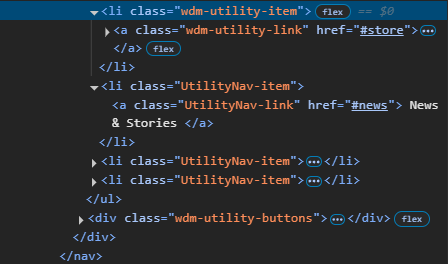 <li class="wdm-utility-item"> flex == $0
<a class="wdm-utility-link" href="#store">…
</a> flex
</li>
<li class="UtilityNav-item">
<a class="UtilityNav-link" href="#news"> News
& Stories </a>
</li>
<li class="UtilityNav-item">…</li>
<li class="UtilityNav-item">…</li>
</ul>
<div class="wdm-utility-buttons">…</div> flex
</div>
</nav>